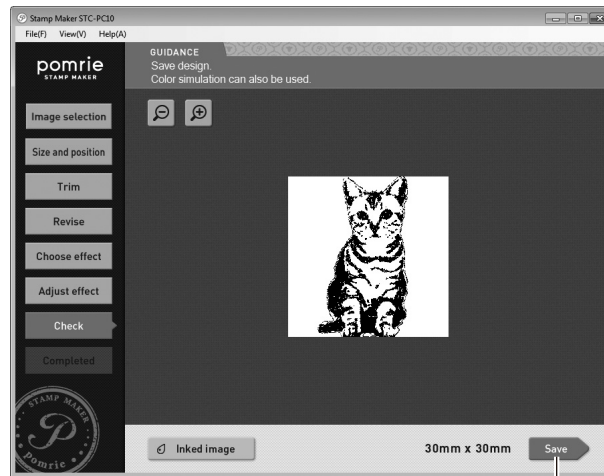 Stamp Maker STC-PC10
File(F) View(V) Help(A)
pomrie
STAMP MAKER
GUIDANCE
Save design.
Color simulation can also be used.
Image selection
Size and position
Trim
Revise
Choose effect
Adjust effect
Check
Completed
STAMP MAKER
P
pomrie
Inked image
30mm x 30mm
Save